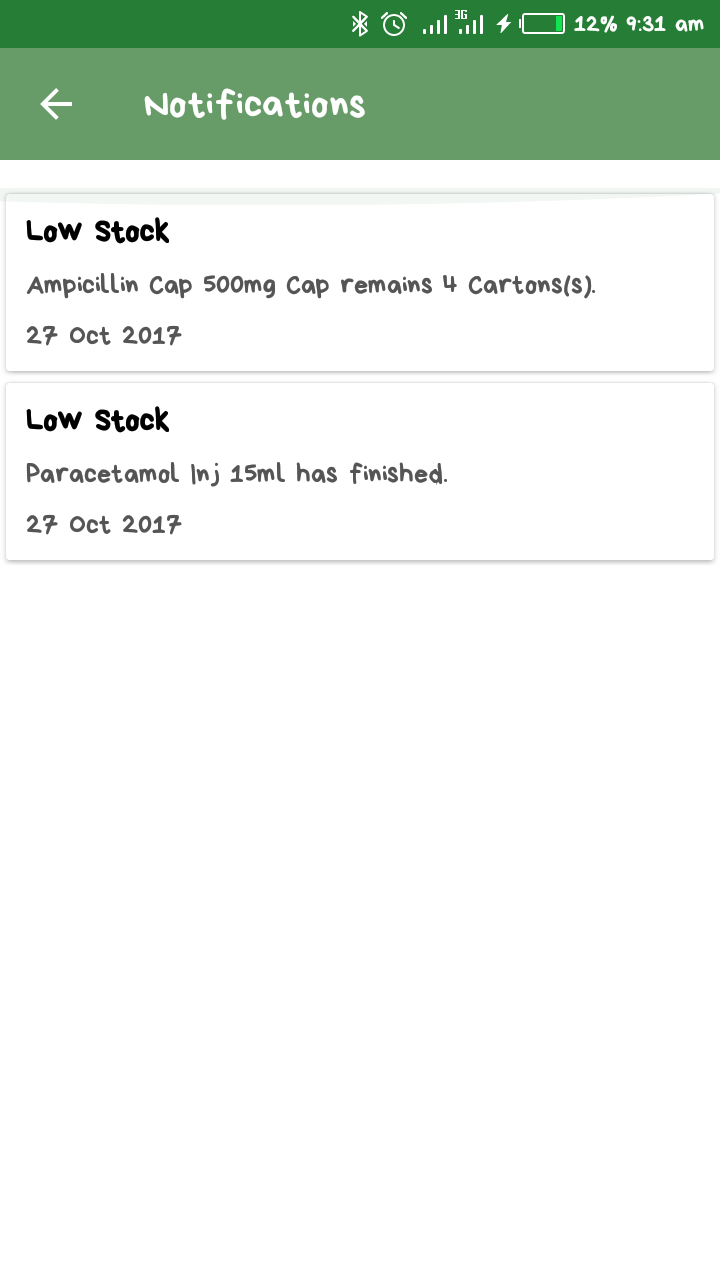 3G 12% 9:31 am
Notifications
Low Stock
Ampicillin Cap 500mg Cap remains 4 Cartons(s).
27 Oct 2017
Low Stock
Paracetamol Inj 15ml has finished.
27 Oct 2017